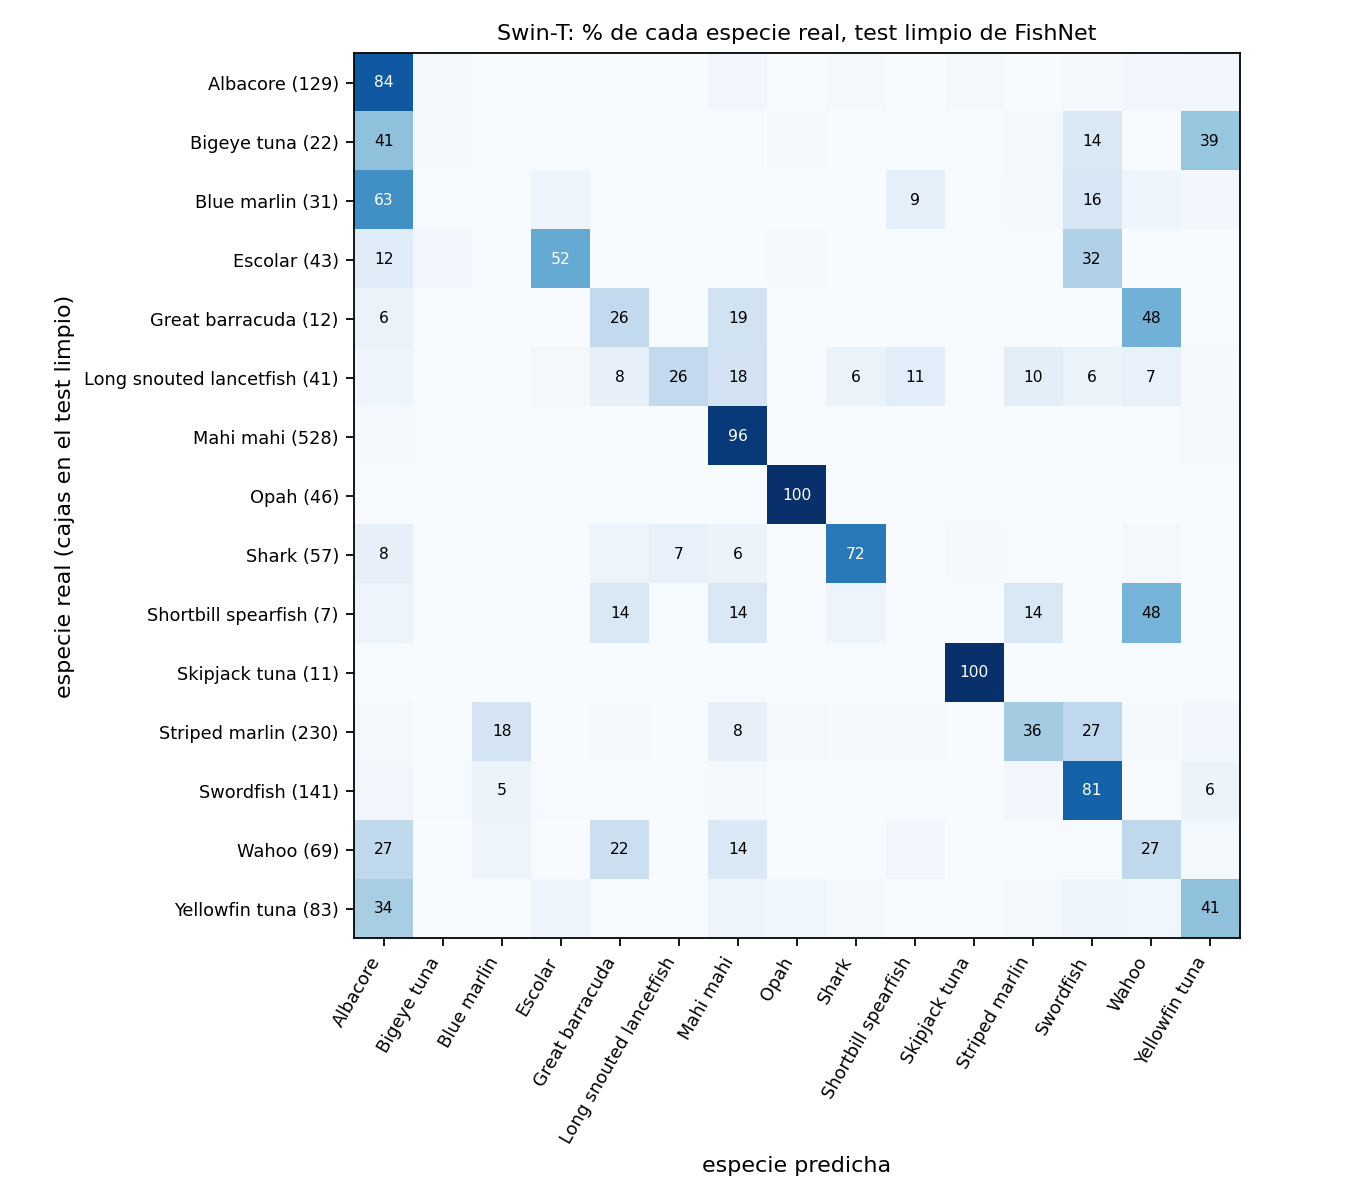 Swin-T: % de cada especie real, test limpio de FishNet
especie real (cajas en el test limpio)
Albacore (129) 84
Bigeye tuna (22) 41 14 39
Blue marlin (31) 63 9 16
Escolar (43) 12 52 32
Great barracuda (12) 6 26 19 48
Long snouted lancetfish (41) 8 26 18 6 11 10 6 7
Mahi mahi (528) 96
Opah (46) 100
Shark (57) 8 7 6 72
Shortbill spearfish (7) 14 14 14 48
Skipjack tuna (11) 100
Striped marlin (230) 18 8 36 27
Swordfish (141) 5 81 6
Wahoo (69) 27 22 14 27
Yellowfin tuna (83) 34 41
Albacore
Bigeye tuna
Blue marlin
Escolar
Great barracuda
Long snouted lancetfish
Mahi mahi
Opah
Shark
Shortbill spearfish
Skipjack tuna
Striped marlin
Swordfish
Wahoo
Yellowfin tuna
especie predicha